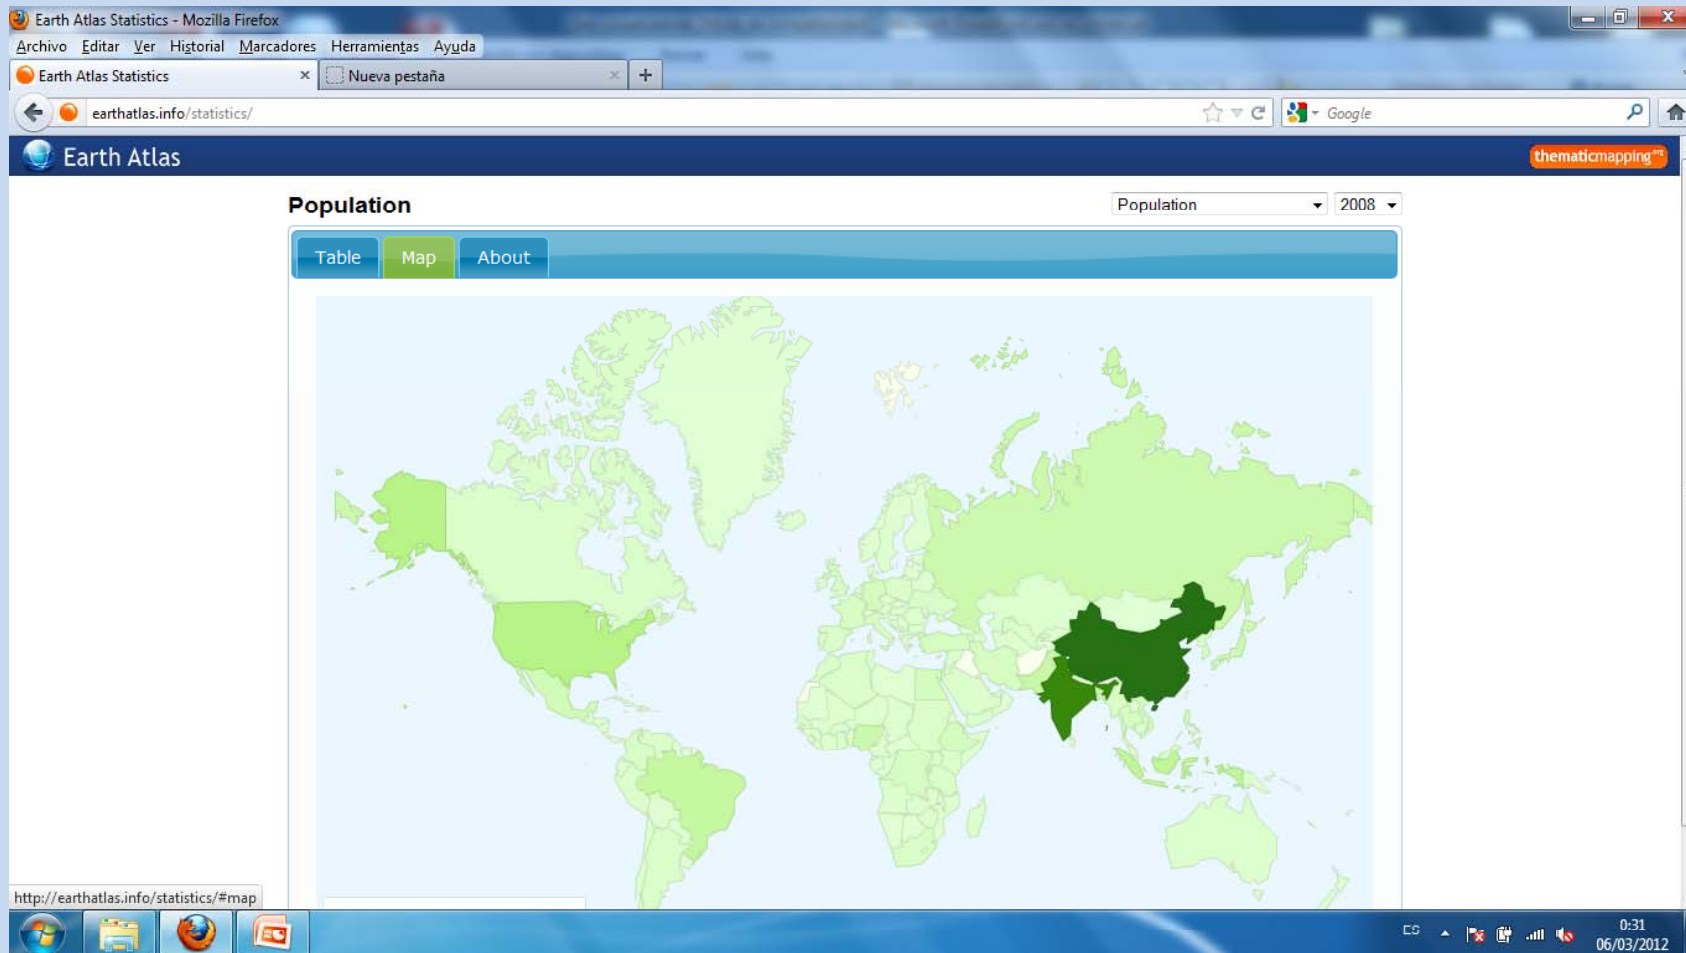 Earth Atlas Statistics - Mozilla Firefox
Archivo Editar Ver Historial Marcadores Herramientas Ayuda
Earth Atlas Statistics × Nueva pestaña × +
earthatlas.info/statistics/ Google
Earth Atlas thematicmapping.org
Population Population 2008
Table Map About
http://earthatlas.info/statistics/#map
ES 0:31
06/03/2012